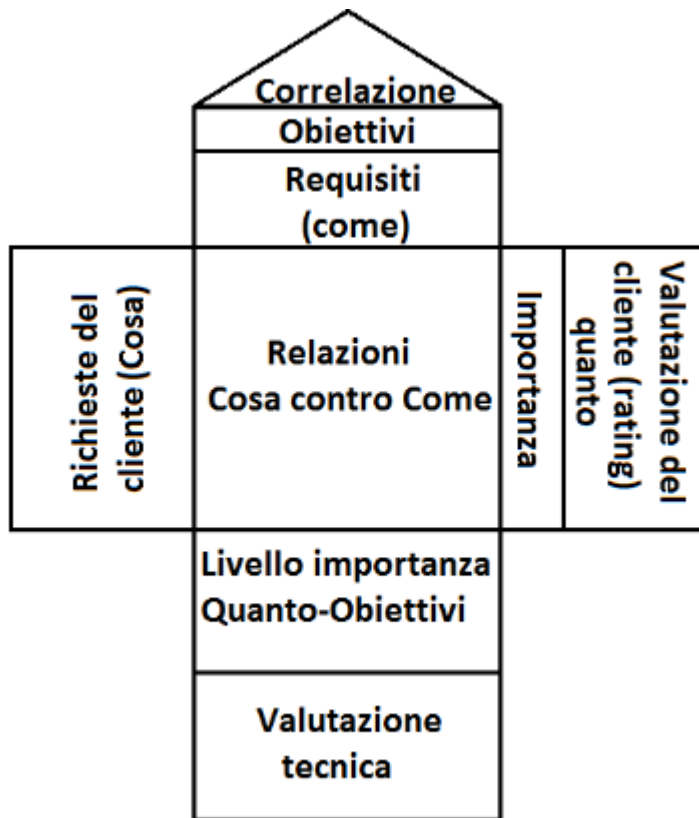 Correlazione
Obiettivi
Requisiti
(come)
Richieste del
cliente (Cosa)
Relazioni
Cosa contro Come
Importanza
Valutazione del
cliente (rating)
quanto
Livello importanza
Quanto-Obiettivi
Valutazione
tecnica